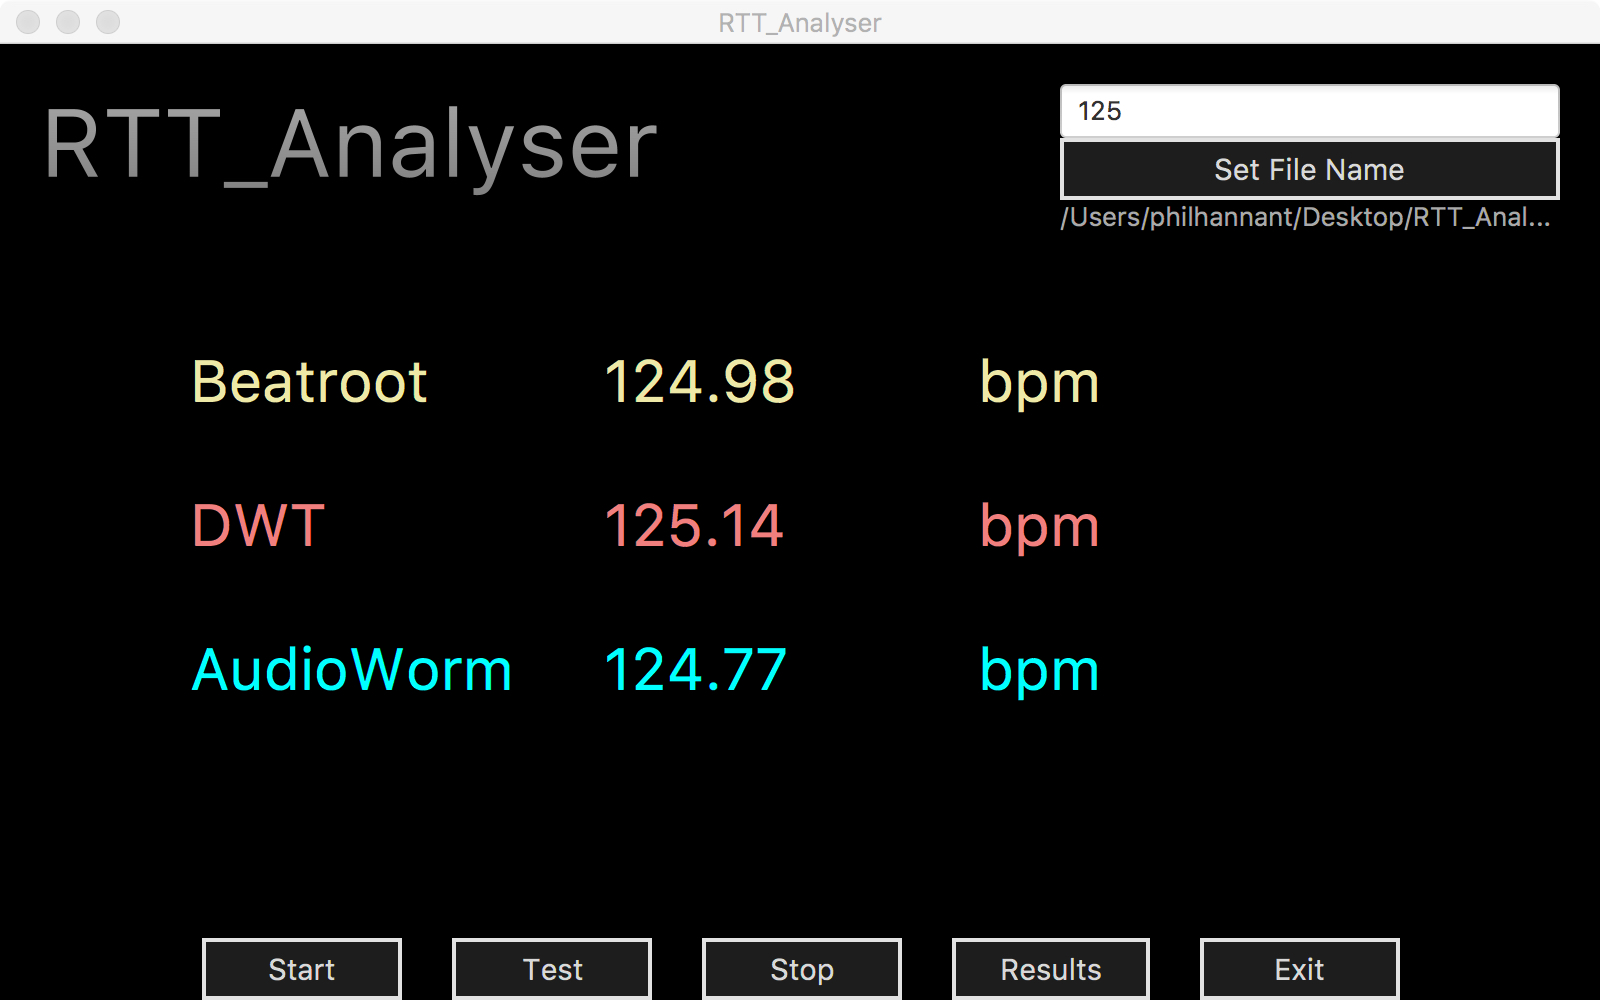 RTT_Analyser
RTT_Analyser
125
Set File Name
/Users/philhannant/Desktop/RTT_Anal...
Beatroot 124.98 bpm
DWT 125.14 bpm
AudioWorm 124.77 bpm
Start Test Stop Results Exit